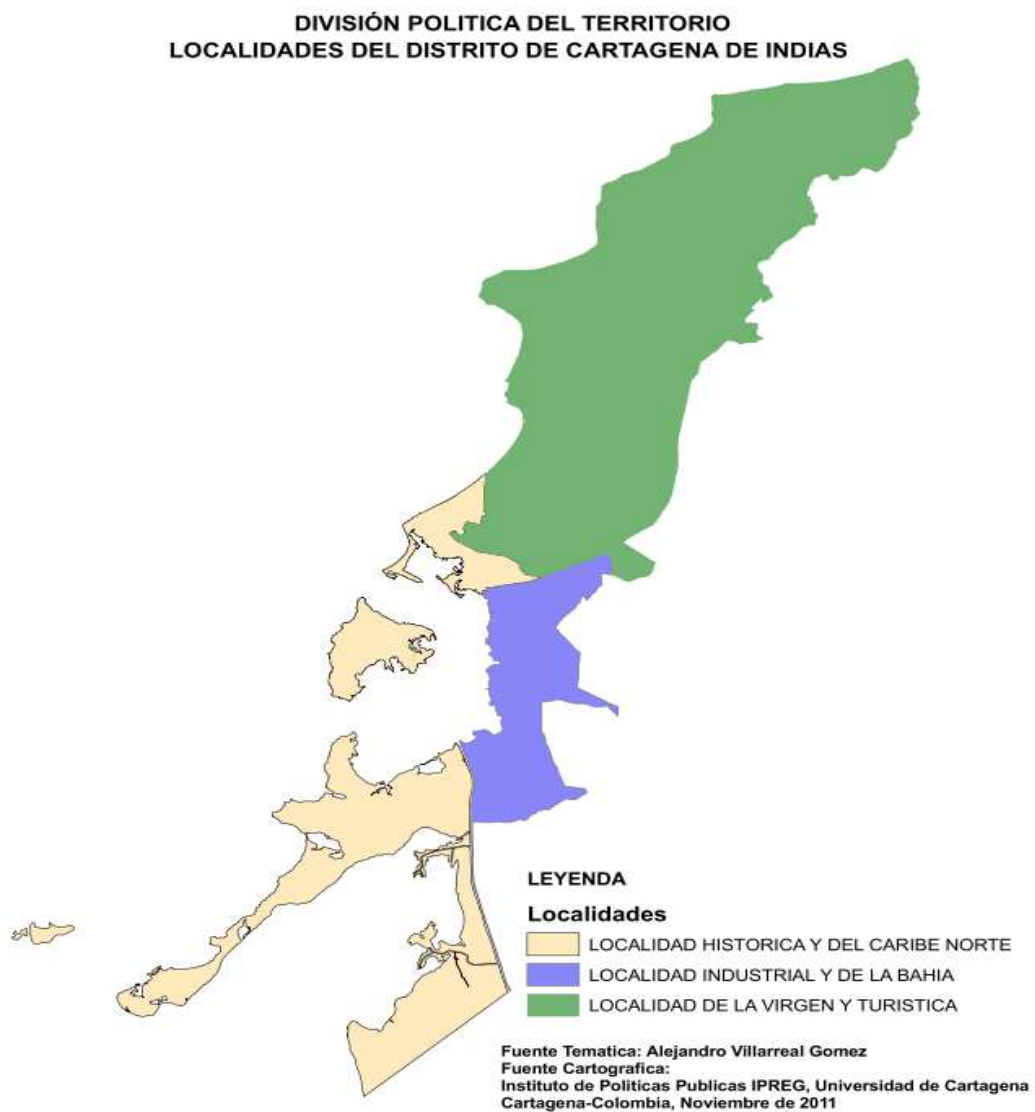 DIVISIÓN POLITICA DEL TERRITORIO
LOCALIDADES DEL DISTRITO DE CARTAGENA DE INDIAS
LEYENDA
Localidades
LOCALIDAD HISTORICA Y DEL CARIBE NORTE
LOCALIDAD INDUSTRIAL Y DE LA BAHIA
LOCALIDAD DE LA VIRGEN Y TURISTICA
Fuente Tematica: Alejandro Villarreal Gomez
Fuente Cartografica:
Instituto de Politicas Publicas IPREG, Universidad de Cartagena
Cartagena-Colombia, Noviembre de 2011